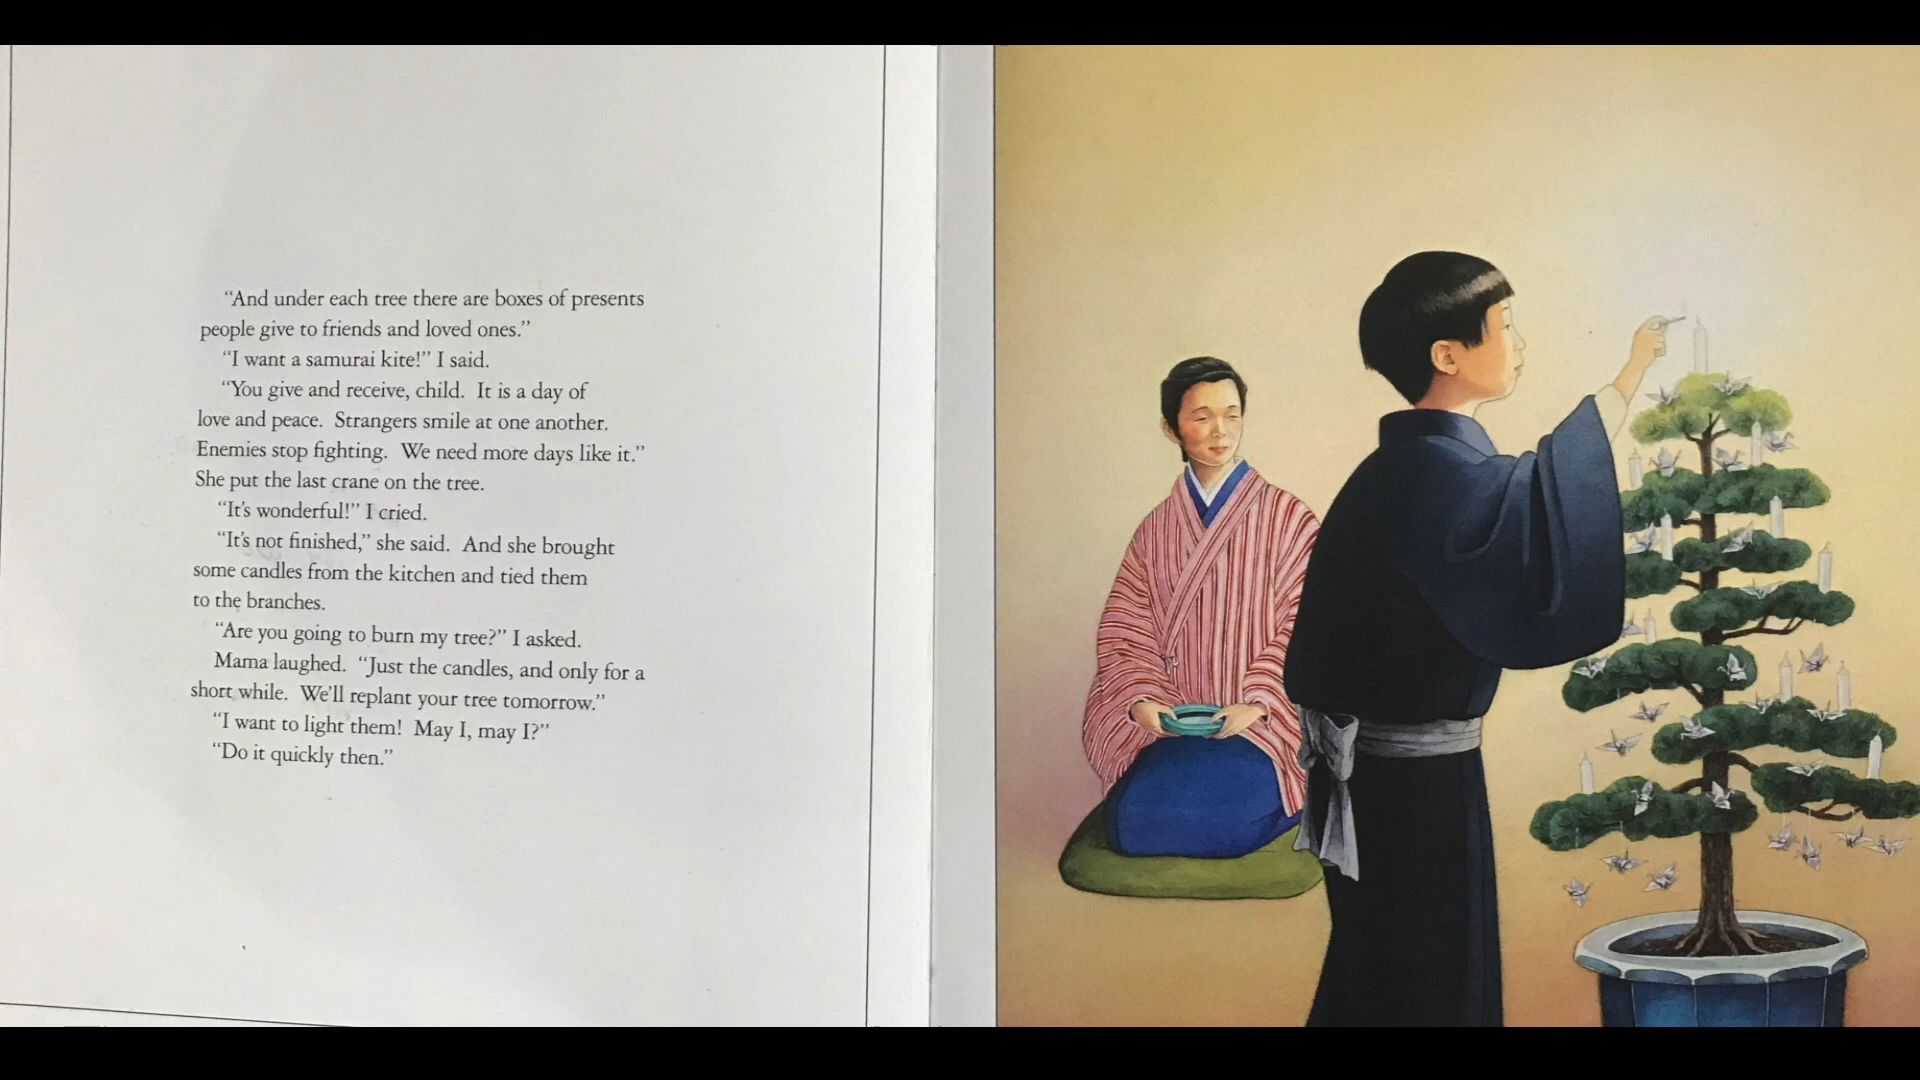 “And under each tree there are boxes of presents
people give to friends and loved ones.”
“I want a samurai kite!” I said.
“You give and receive, child. It is a day of
love and peace. Strangers smile at one another.
Enemies stop fighting. We need more days like it.”
She put the last crane on the tree.
“It’s wonderful!” I cried.
“It’s not finished,” she said. And she brought
some candles from the kitchen and tied them
to the branches.
“Are you going to burn my tree?” I asked.
Mama laughed. “Just the candles, and only for a
short while. We’ll replant your tree tomorrow.”
“I want to light them! May I, may I?”
“Do it quickly then.”